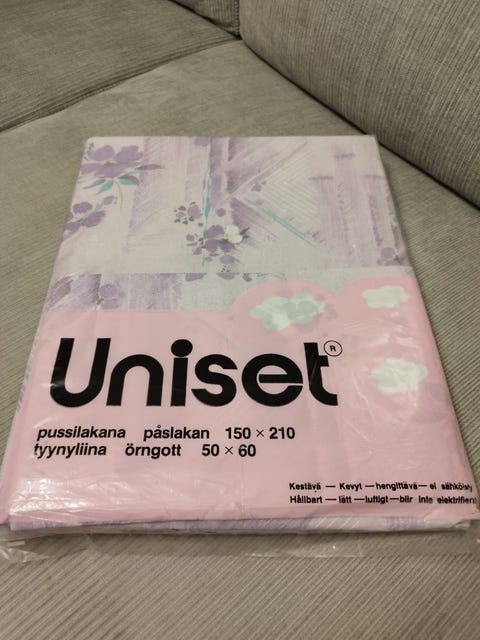 Uniset®
pussilakana påslakan 150 × 210
tyynyliina örngott 50 × 60
Kestävä — Kevyt — hengittävä — ei sähköisty
Hållbart — lätt — luftigt — blir inte elektrifierat